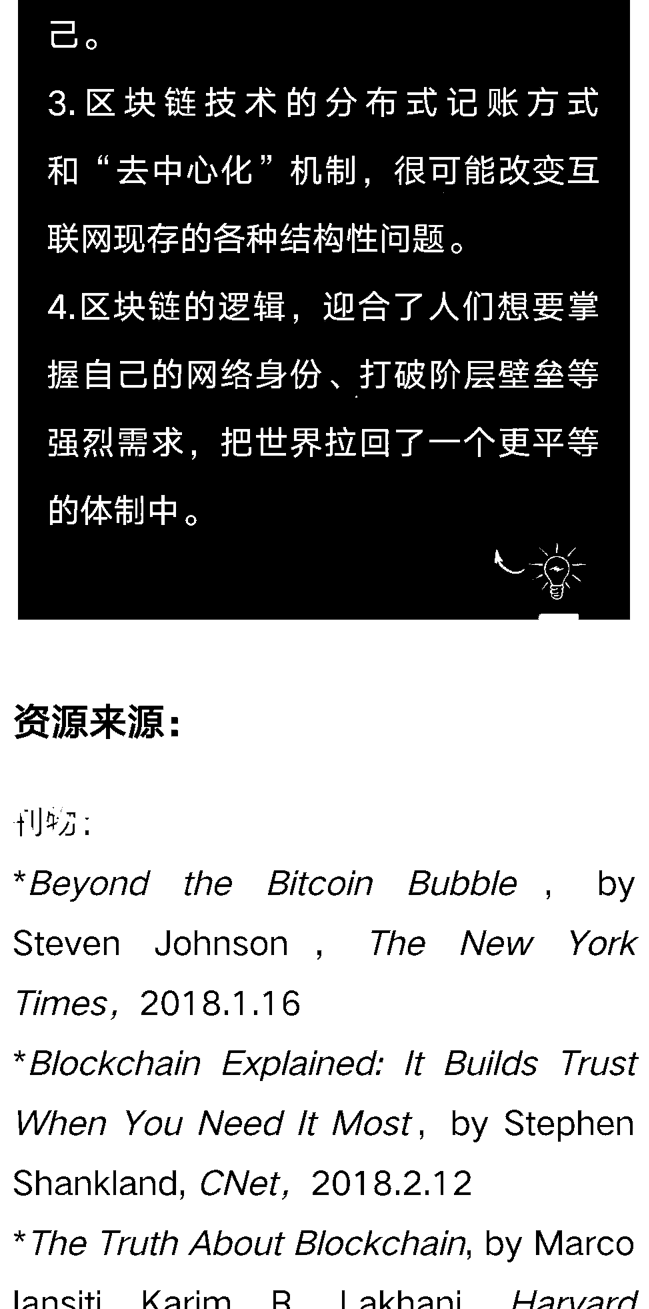 己。
3.区块链技术的分布式记账方式
和“去中心化”机制，很可能改变互
联网现存的各种结构性问题。
4.区块链的逻辑，迎合了人们想要掌
握自己的网络身份、打破阶层壁垒等
强烈需求，把世界拉回了一个更平等
的体制中。
资源来源：
刊物：
*Beyond the Bitcoin Bubble , by
Steven Johnson , The New York
Times, 2018.1.16
*Blockchain Explained: It Builds Trust
When You Need It Most, by Stephen
Shankland, CNet, 2018.2.12
*The Truth About Blockchain, by Marco
Iansiti, Karim R. Lakhani, Harvard